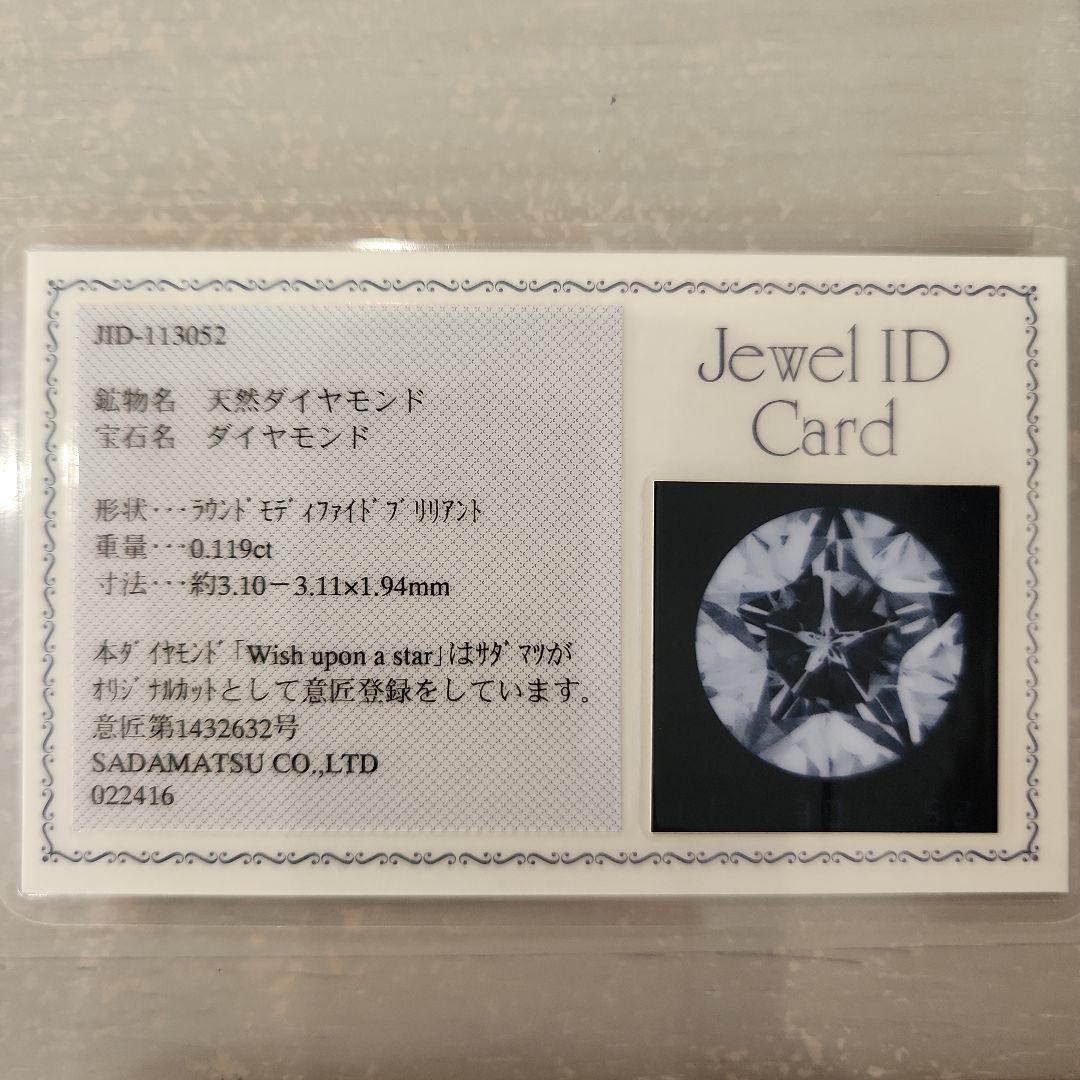 JID-113052
鉱物名　天然ダイヤモンド
宝石名　ダイヤモンド
形状･･･ﾗｳﾝﾄﾞﾓﾃﾞｨﾌｧｲﾄﾞﾌﾞﾘﾘｱﾝﾄ
重量･･･0.119ct
寸法･･･約3.10－3.11×1.94mm
本ﾀﾞｲﾔﾓﾝﾄﾞ「Wish upon a star」はｻﾀﾞﾏﾂが
ｵﾘｼﾞﾅﾙｶｯﾄとして意匠登録をしています。
意匠第1432632号
SADAMATSU CO.,LTD
022416
Jewel ID
Card